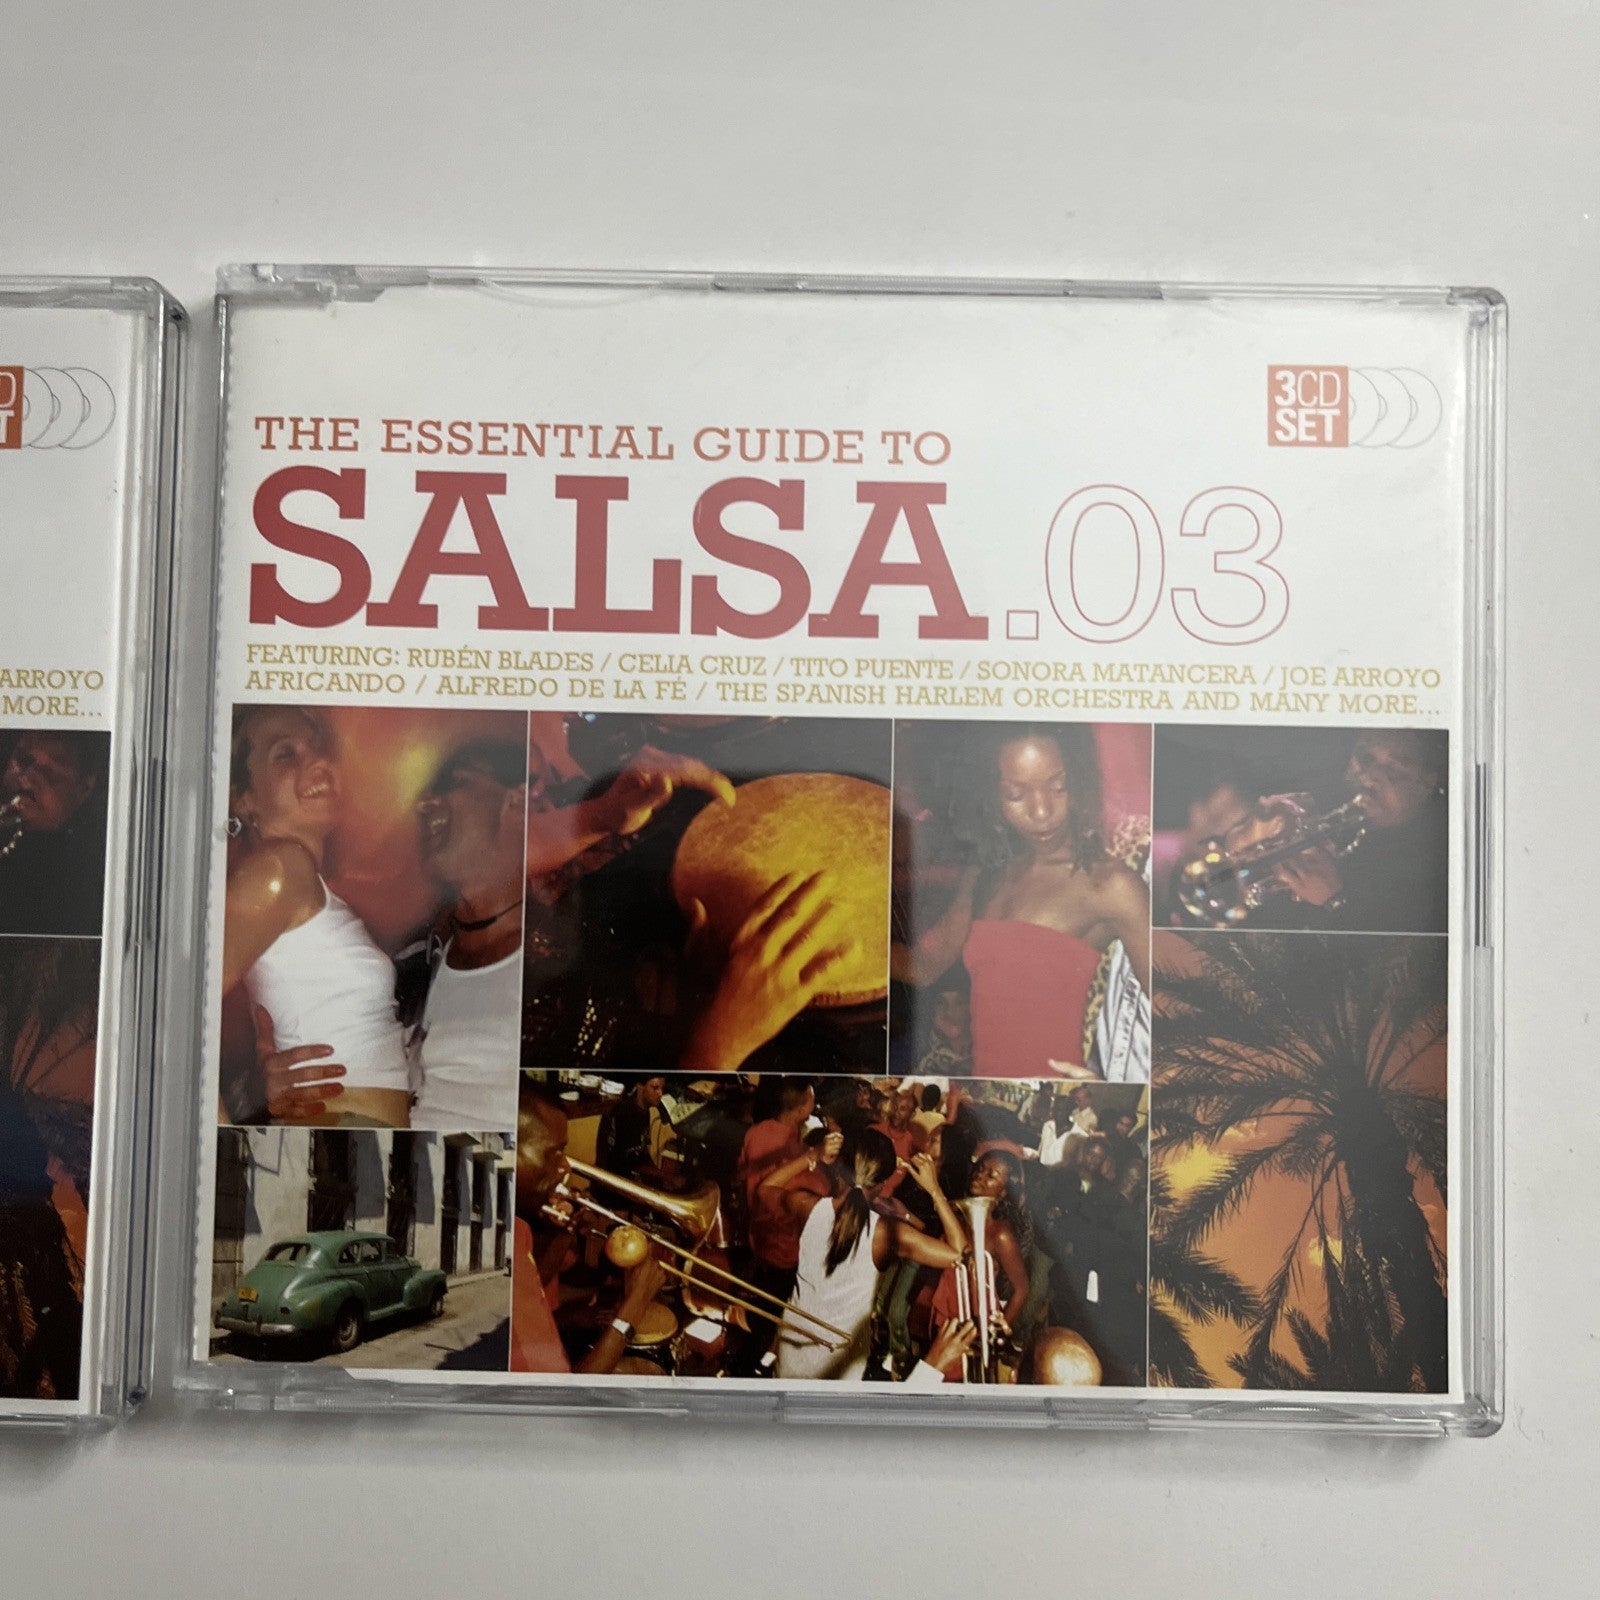 ARROYO
MORE...
3CD
SET
THE ESSENTIAL GUIDE TO
SALSA.03
FEATURING: RUBÉN BLADES / CELIA CRUZ / TITO PUENTE / SONORA MATANCERA / JOE ARROYO
AFRICANDO / ALFREDO DE LA FÉ / THE SPANISH HARLEM ORCHESTRA AND MANY MORE...